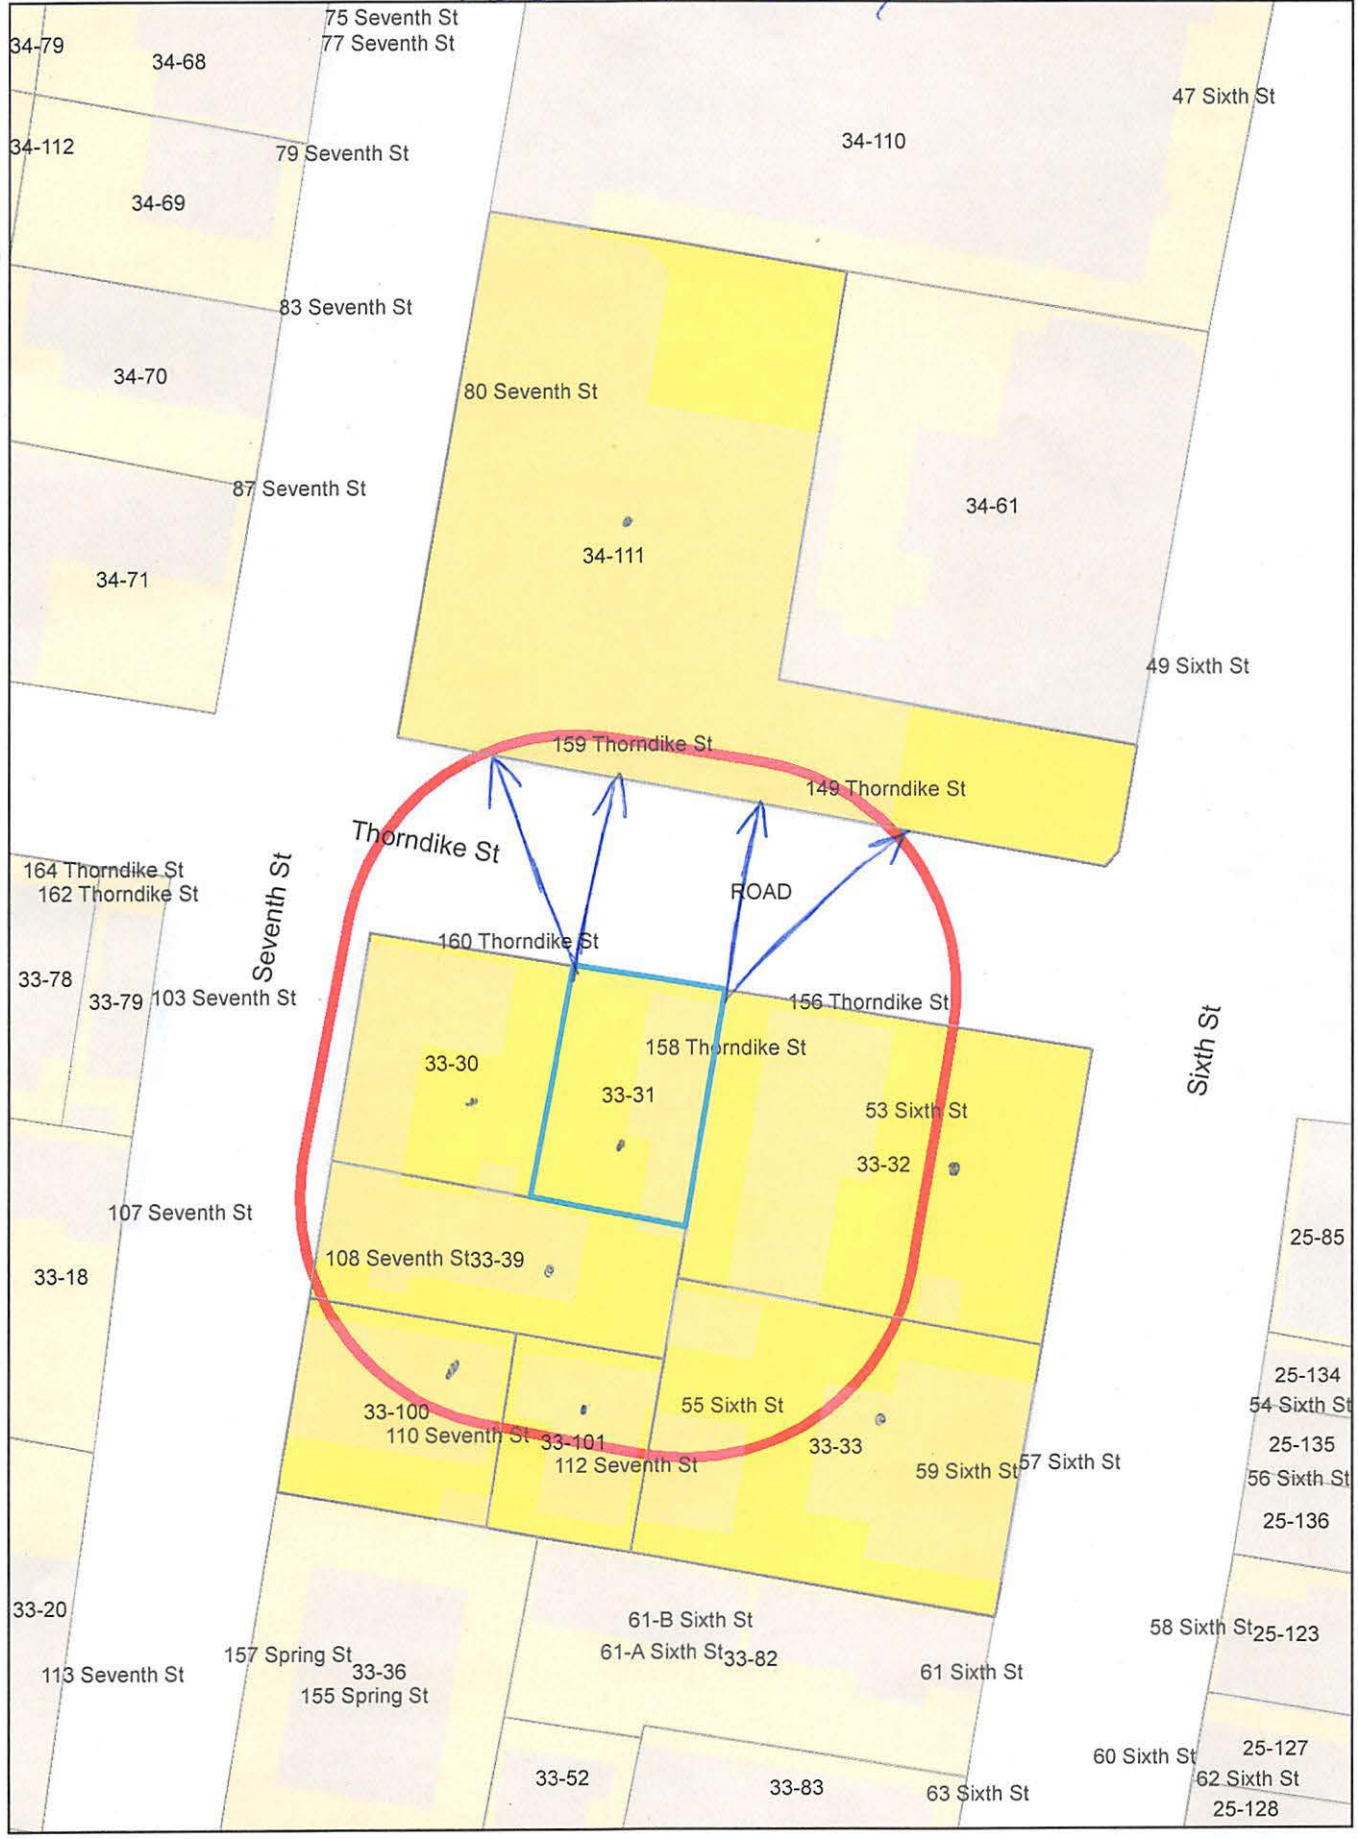 75 Seventh St
77 Seventh St
34-79
34-68
47 Sixth St
34-110
34-112
79 Seventh St
34-69
83 Seventh St
34-70
80 Seventh St
87 Seventh St
34-61
34-111
34-71
49 Sixth St
159 Thorndike St
149 Thorndike St
Thorndike St
164 Thorndike St
162 Thorndike St
ROAD
Seventh St
160 Thorndike St
33-78
33-79
103 Seventh St
156 Thorndike St
158 Thorndike St
Sixth St
33-30
33-31
53 Sixth St
33-32
107 Seventh St
25-85
108 Seventh St
33-39
33-18
25-134
54 Sixth St
33-100
55 Sixth St
110 Seventh St
33-101
33-33
25-135
112 Seventh St
59 Sixth St
57 Sixth St
56 Sixth St
25-136
33-20
61-B Sixth St
58 Sixth St
25-123
157 Spring St
61-A Sixth St
33-82
113 Seventh St
33-36
61 Sixth St
155 Spring St
60 Sixth St
25-127
33-52
33-83
62 Sixth St
63 Sixth St
25-128